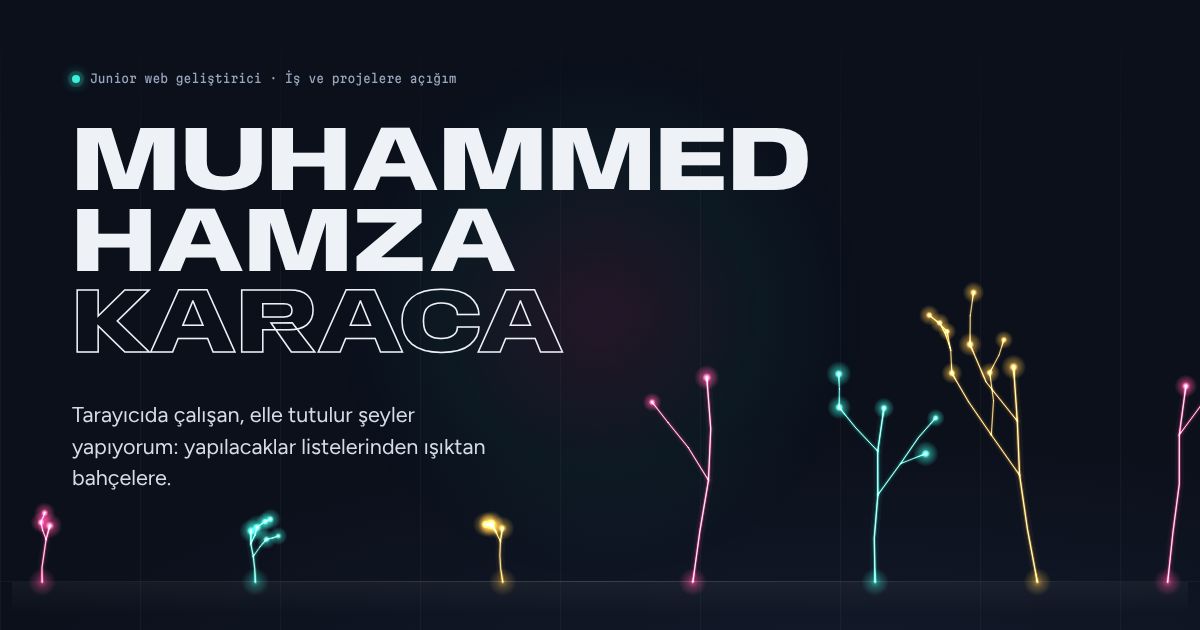 Junior web geliştirici · İş ve projelere açığım
MUHAMMED
HAMZA
KARACA
Tarayıcıda çalışan, elle tutulur şeyler
yapıyorum: yapılacaklar listelerinden ışıktan
bahçelere.